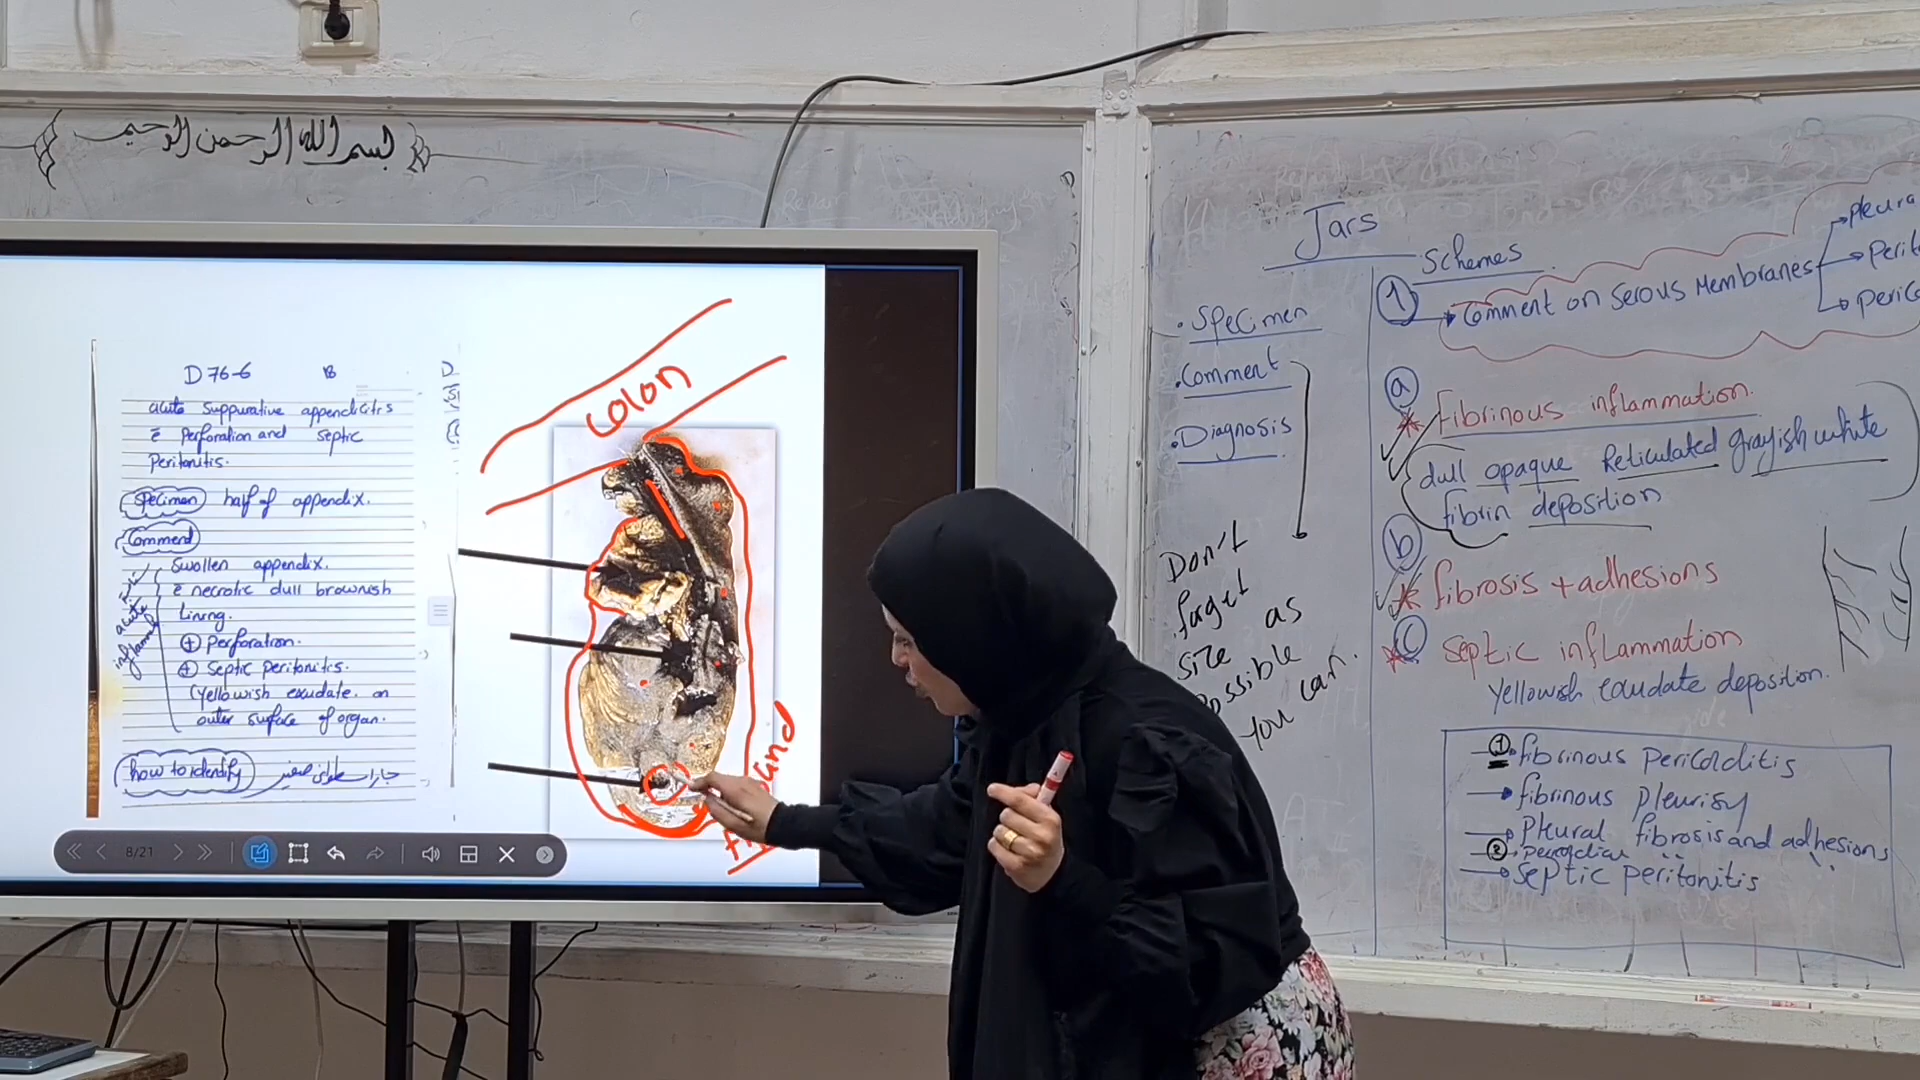 بسم الله الرحمن الرحيم
D 76-6
acute suppurative appendicitis
c̄ Perforation and septic
Peritonitis.
Specimen half of appendix.
Comment
Swollen appendix.
c̄ necrotic dull brownish
Lining.
+ perforation.
+ Septic peritonitis.
(yellowish exudate on
outer surface of organ.
acute
how to identify
colon
8/21
Jars
• Specimen
• Comment
• Diagnosis
Don't
forget
size as
possible
you can.
Schemes
1 Comment on serous Membranes
Pleura
Perit
Peric
a
* Fibrinous inflammation.
dull opaque Reticulated grayish white
fibrin deposition
b
* fibrosis + adhesions
c
* septic inflammation
yellowish exudate deposition.
1 fibrinous pericarditis
fibrinous pleurisy
Pleural fibrosis and adhesions
2
septic peritonitis